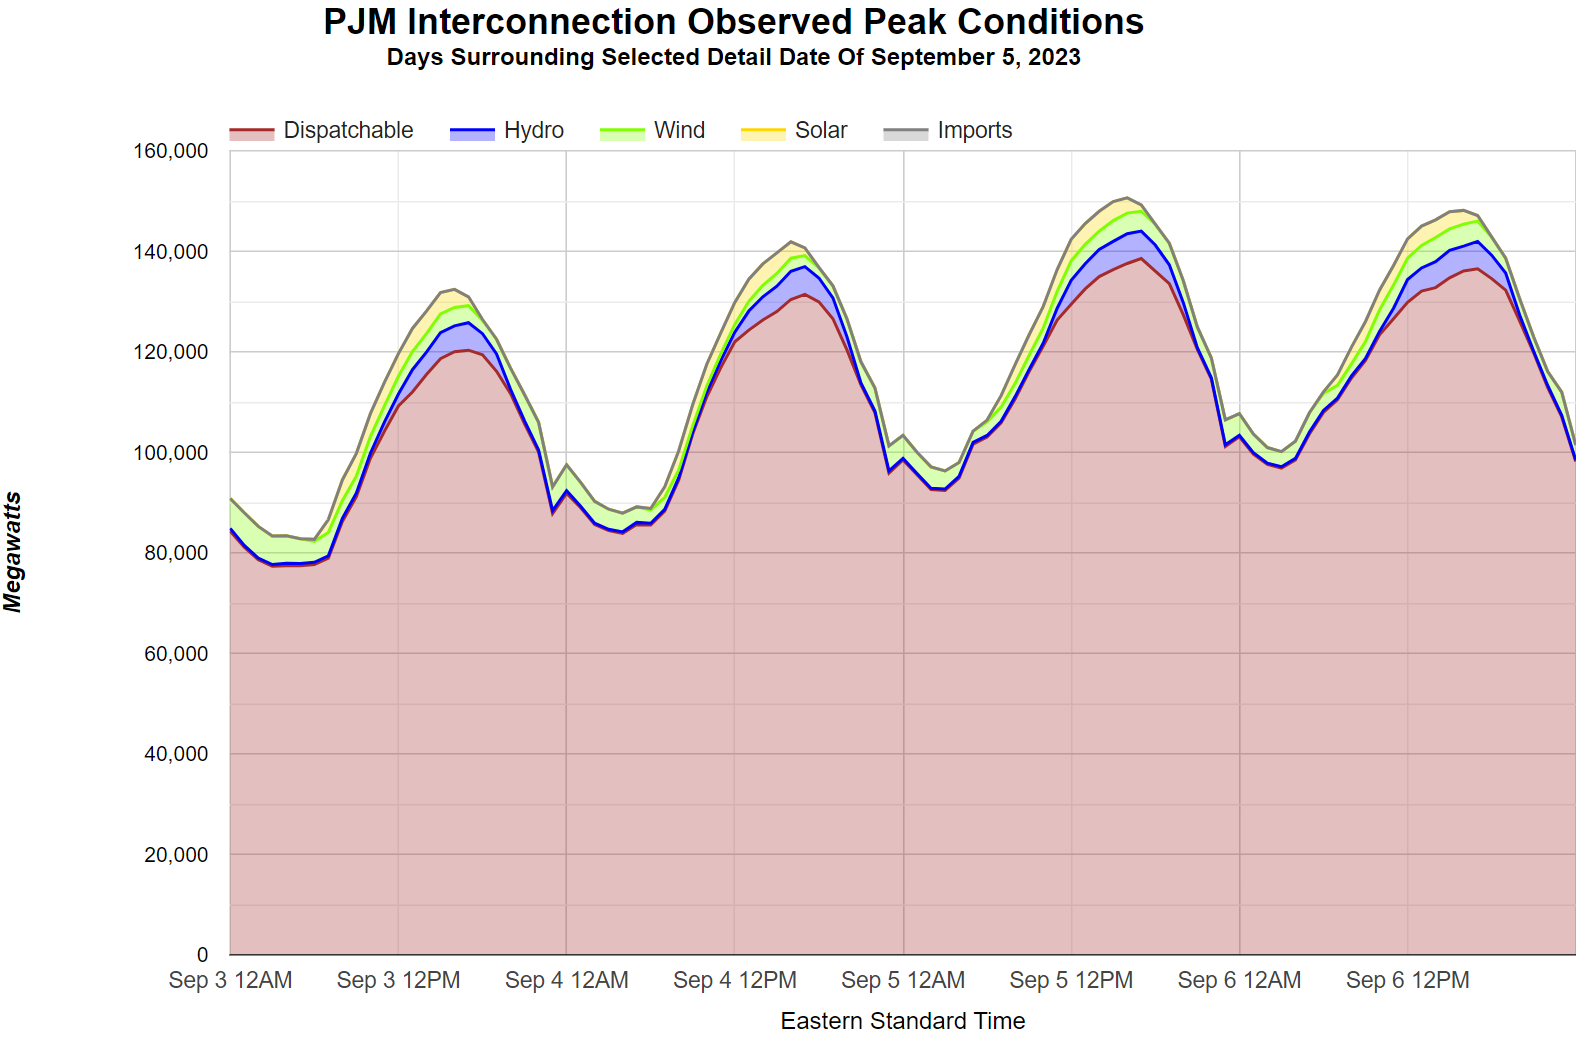 PJM Interconnection Observed Peak Conditions
Days Surrounding Selected Detail Date Of September 5, 2023
Dispatchable Hydro Wind Solar Imports
160,000
140,000
120,000
100,000
80,000
60,000
40,000
20,000
0
Megawatts
Sep 3 12AM Sep 3 12PM Sep 4 12AM Sep 4 12PM Sep 5 12AM Sep 5 12PM Sep 6 12AM Sep 6 12PM
Eastern Standard Time